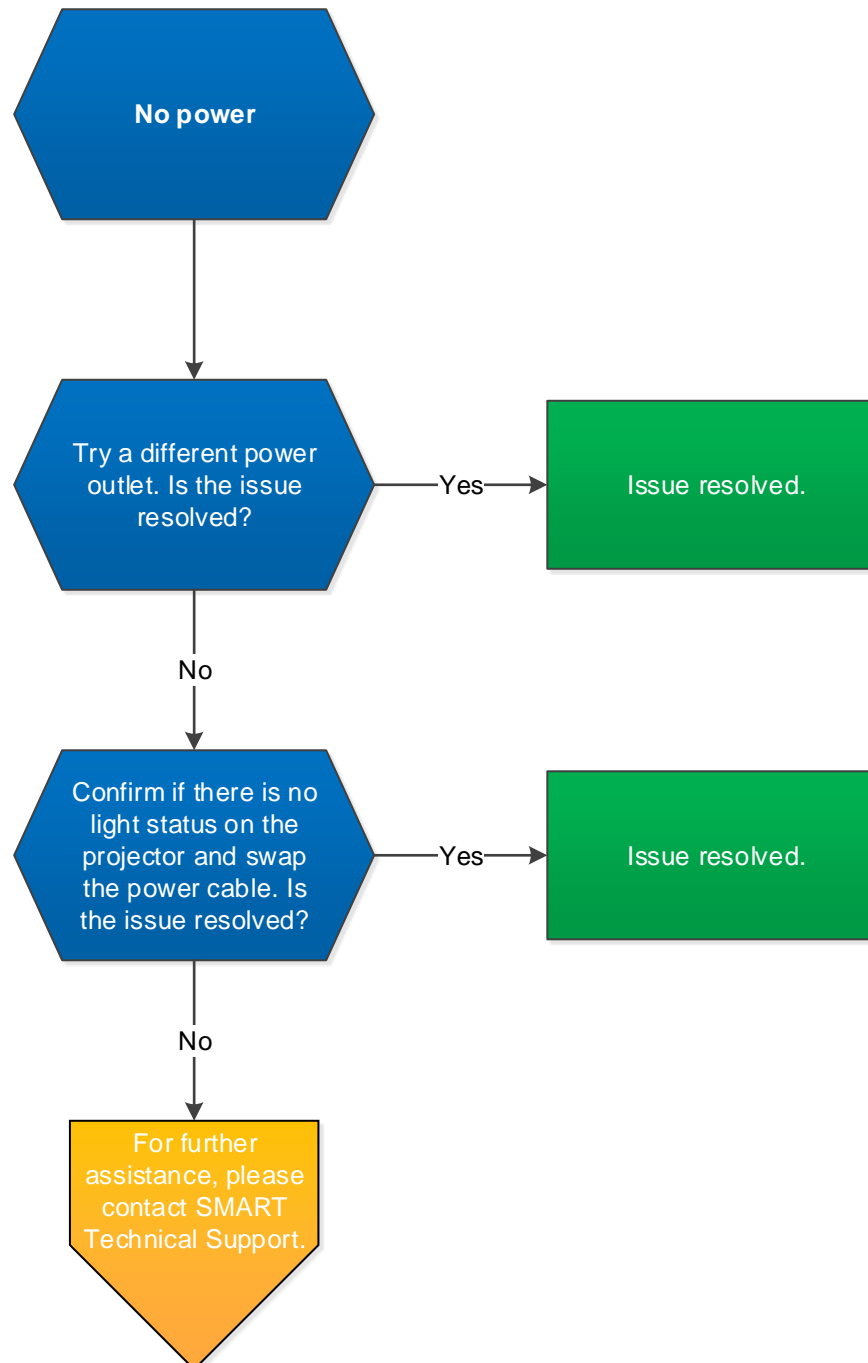 No power
Try a different power
outlet. Is the issue
resolved?
Yes
Issue resolved.
No
Confirm if there is no
light status on the
projector and swap
the power cable. Is
the issue resolved?
Yes
Issue resolved.
No
For further
assistance, please
contact SMART
Technical Support.